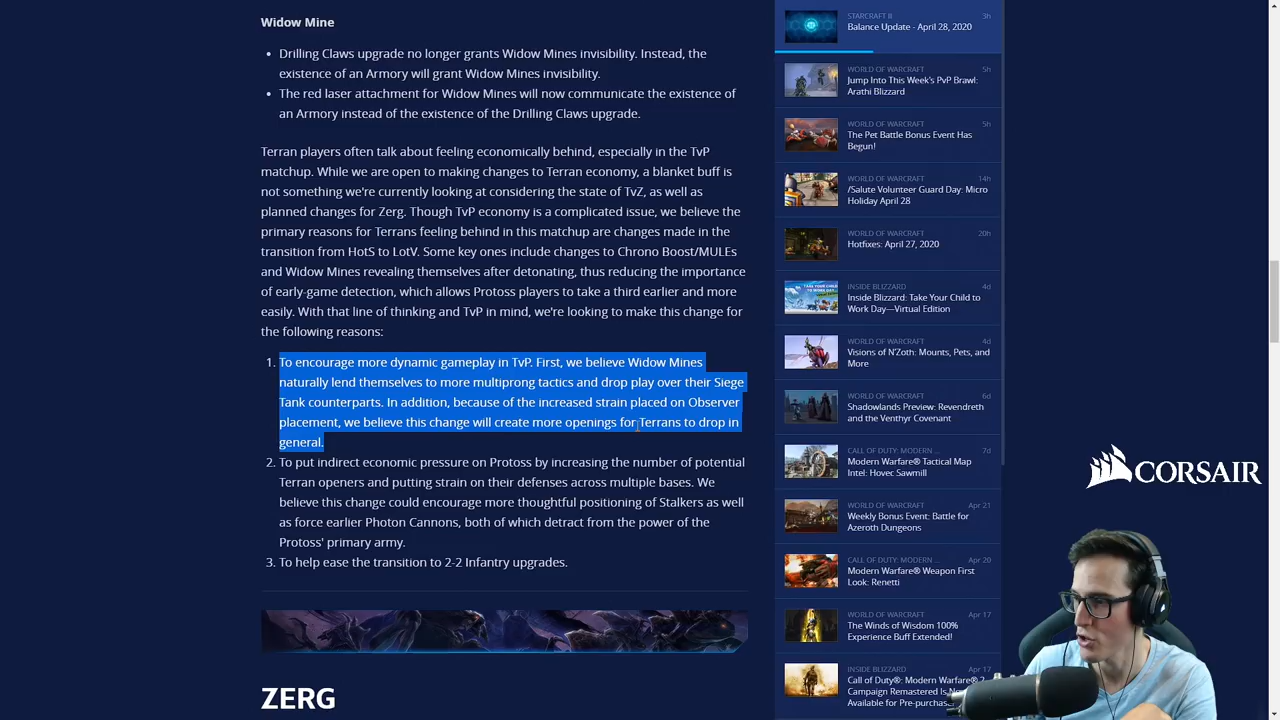 Widow Mine
Drilling Claws upgrade no longer grants Widow Mines invisibility. Instead, the
existence of an Armory will grant Widow Mines invisibility.
The red laser attachment for Widow Mines will now communicate the existence of
an Armory instead of the existence of the Drilling Claws upgrade.
Terran players often talk about feeling economically behind, especially in the TvP
matchup. While we are open to making changes to Terran economy, a blanket buff is
not something we're currently looking at considering the state of TvZ, as well as
planned changes for Zerg. Though TvP economy is a complicated issue, we believe the
primary reasons for Terrans feeling behind in this matchup are changes made in the
transition from HotS to LotV. Some key ones include changes to Chrono Boost/MULEs
and Widow Mines revealing themselves after detonating, thus reducing the importance
of early-game detection, which allows Protoss players to take a third earlier and more
easily. With that line of thinking and TvP in mind, we're looking to make this change for
the following reasons:
1. To encourage more dynamic gameplay in TvP. First, we believe Widow Mines
naturally lend themselves to more multiprong tactics and drop play over their Siege
Tank counterparts. In addition, because of the increased strain placed on Observer
placement, we believe this change will create more openings for Terrans to drop in
general.
2. To put indirect economic pressure on Protoss by increasing the number of potential
Terran openers and putting strain on their defenses across multiple bases. We
believe this change could encourage more thoughtful positioning of Stalkers as well
as force earlier Photon Cannons, both of which detract from the power of the
Protoss' primary army.
3. To help ease the transition to 2-2 Infantry upgrades.
ZERG
STARCRAFT II 3h
Balance Update - April 28, 2020
WORLD OF WARCRAFT 5h
Jump Into This Week's PvP Brawl:
Arathi Blizzard
WORLD OF WARCRAFT 5h
The Pet Battle Bonus Event Has
Begun!
WORLD OF WARCRAFT 14h
/Salute Volunteer Guard Day: Micro
Holiday April 28
WORLD OF WARCRAFT 20h
Hotfixes: April 27, 2020
INSIDE BLIZZARD 4d
Inside Blizzard: Take Your Child to
Work Day—Virtual Edition
WORLD OF WARCRAFT 4d
Visions of N'Zoth: Mounts, Pets, and
More
WORLD OF WARCRAFT 6d
Shadowlands Preview: Revendreth
and the Venthyr Covenant
CALL OF DUTY: MODERN ... 7d
Modern Warfare® Tactical Map
Intel: Hovec Sawmill
WORLD OF WARCRAFT Apr 21
Weekly Bonus Event: Battle for
Azeroth Dungeons
CALL OF DUTY: MODERN ... Apr 20
Modern Warfare® Weapon First
Look: Renetti
WORLD OF WARCRAFT Apr 17
The Winds of Wisdom 100%
Experience Buff Extended!
INSIDE BLIZZARD Apr 17
Call of Duty®: Modern Warfare® 2
Campaign Remastered Is
Available for Pre-purchas
CORSAIR